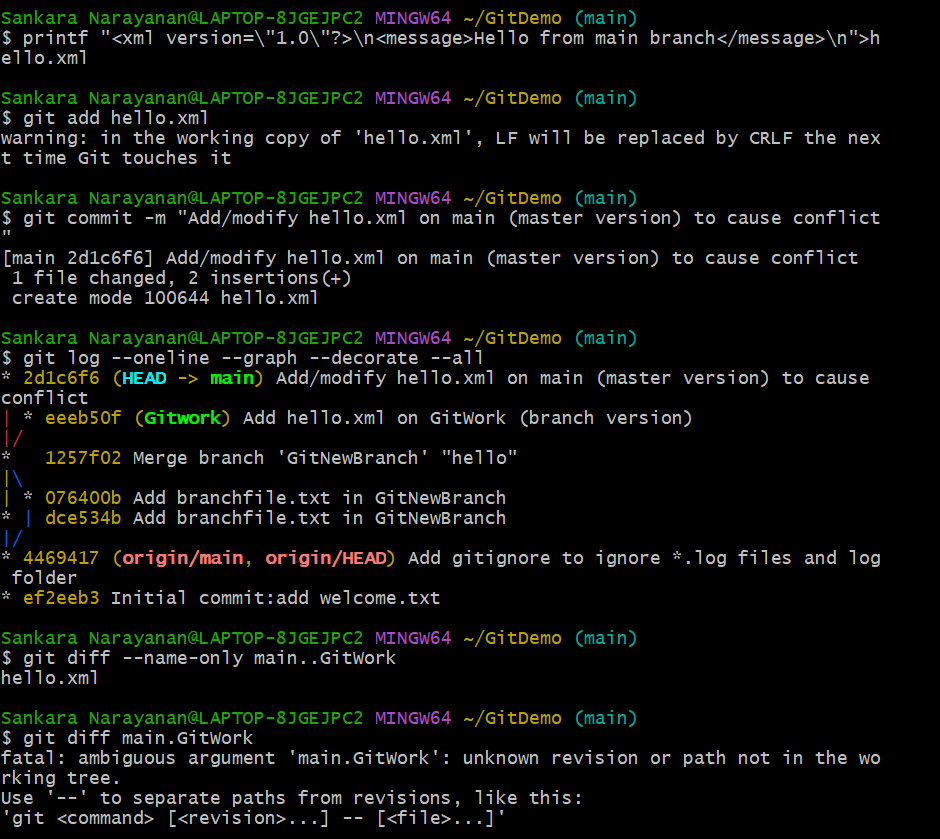 Sankara Narayanan@LAPTOP-8JGEJPC2 MINGW64 ~/GitDemo (main)
$ printf "<xml version=\"1.0\"?>\n<message>Hello from main branch</message>\n">h
ello.xml

Sankara Narayanan@LAPTOP-8JGEJPC2 MINGW64 ~/GitDemo (main)
$ git add hello.xml
warning: in the working copy of 'hello.xml', LF will be replaced by CRLF the nex
t time Git touches it

Sankara Narayanan@LAPTOP-8JGEJPC2 MINGW64 ~/GitDemo (main)
$ git commit -m "Add/modify hello.xml on main (master version) to cause conflict
"
[main 2d1c6f6] Add/modify hello.xml on main (master version) to cause conflict
 1 file changed, 2 insertions(+)
 create mode 100644 hello.xml

Sankara Narayanan@LAPTOP-8JGEJPC2 MINGW64 ~/GitDemo (main)
$ git log --oneline --graph --decorate --all
* 2d1c6f6 (HEAD -> main) Add/modify hello.xml on main (master version) to cause
conflict
| * eeeb50f (Gitwork) Add hello.xml on GitWork (branch version)
|/
*   1257f02 Merge branch 'GitNewBranch' "hello"
|\
| * 076400b Add branchfile.txt in GitNewBranch
* | dce534b Add branchfile.txt in GitNewBranch
|/
* 4469417 (origin/main, origin/HEAD) Add gitignore to ignore *.log files and log
 folder
* ef2eeb3 Initial commit:add welcome.txt

Sankara Narayanan@LAPTOP-8JGEJPC2 MINGW64 ~/GitDemo (main)
$ git diff --name-only main..GitWork
hello.xml

Sankara Narayanan@LAPTOP-8JGEJPC2 MINGW64 ~/GitDemo (main)
$ git diff main.GitWork
fatal: ambiguous argument 'main.GitWork': unknown revision or path not in the wo
rking tree.
Use '--' to separate paths from revisions, like this:
'git <command> [<revision>...] -- [<file>...]'